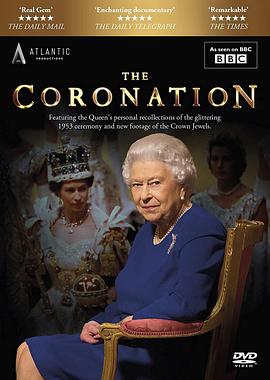 'Real Gem'
★★★★★
THE DAILY MAIL
'Enchanting documentary'
★★★★★
THE DAILY TELEGRAPH
'Remarkable'
★★★★
THE TIMES
ATLANTIC
PRODUCTIONS
As seen on BBC
BBC
THE
CORONATION
Featuring the Queen's personal recollections of the glittering
1953 ceremony and new footage of the Crown Jewels.
DVD
VIDEO